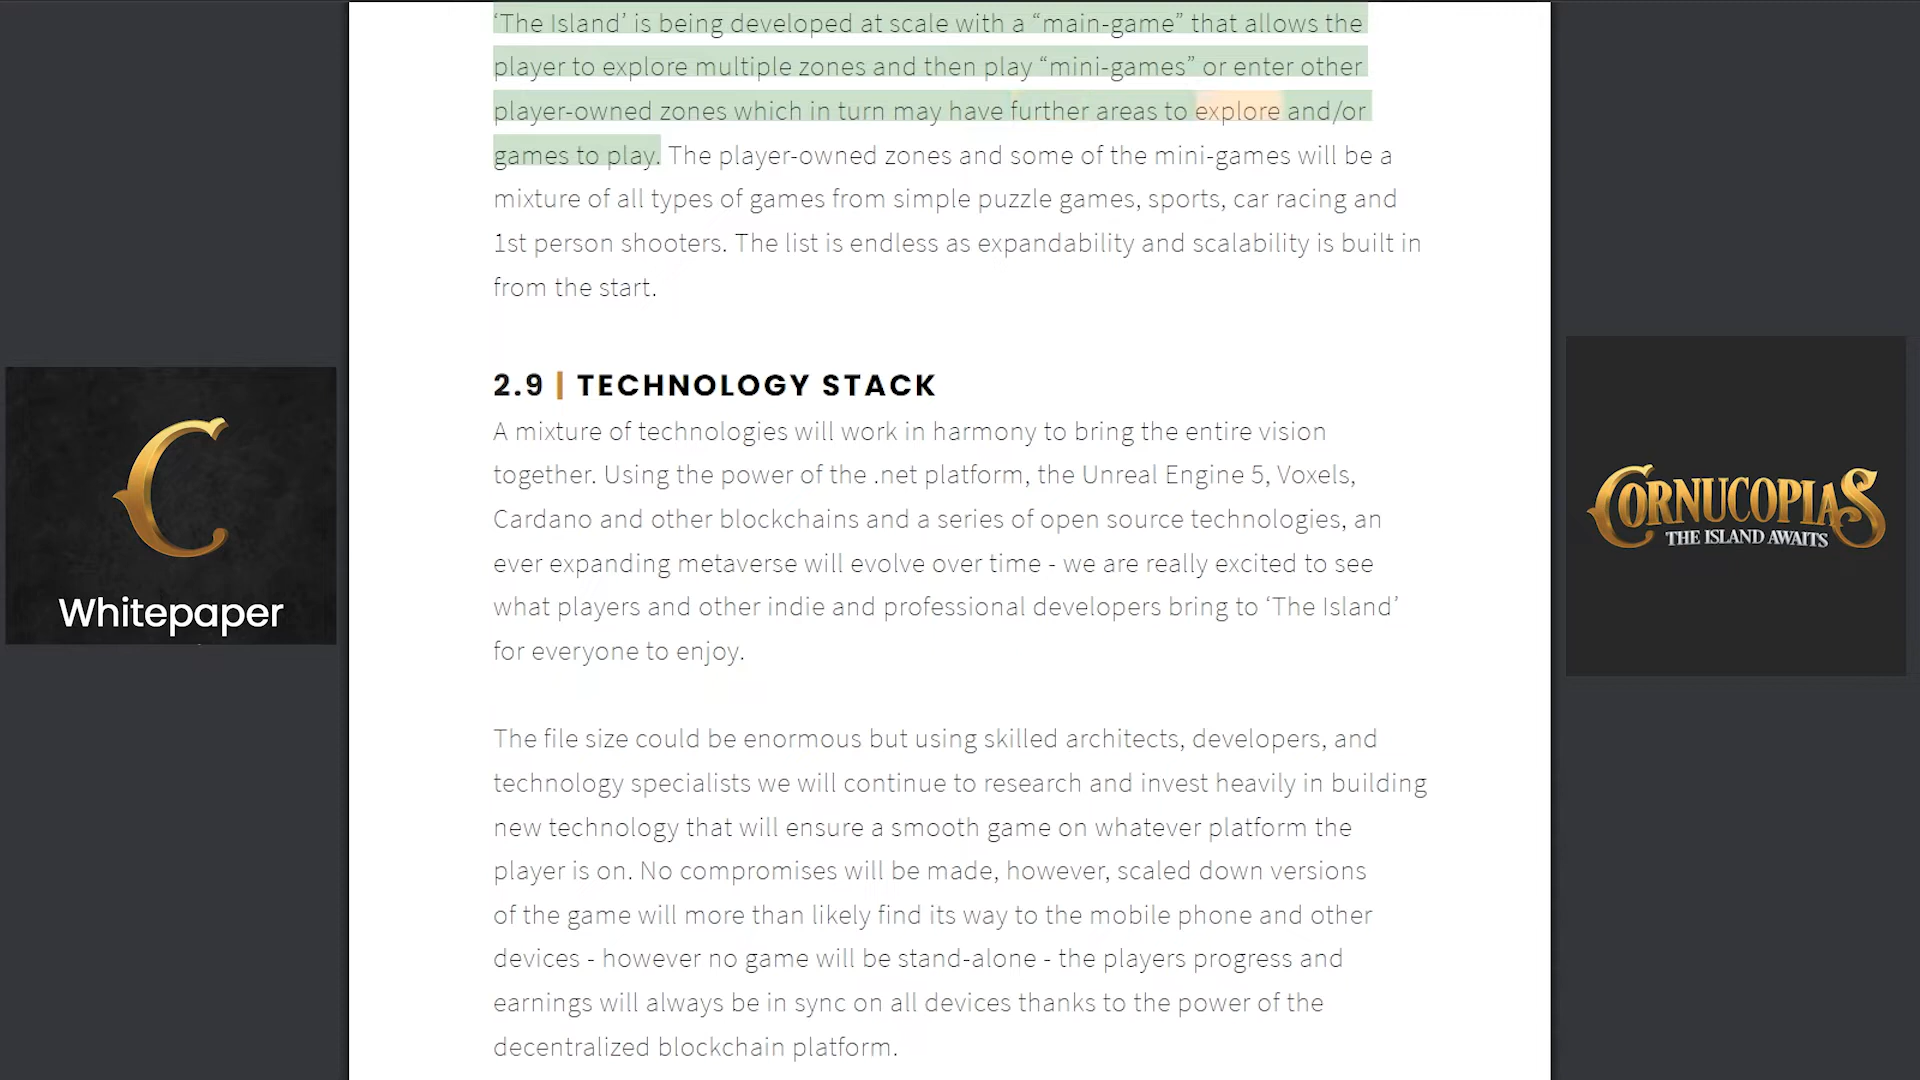 ‘The Island’ is being developed at scale with a “main-game” that allows the
player to explore multiple zones and then play “mini-games” or enter other
player-owned zones which in turn may have further areas to explore and/or
games to play. The player-owned zones and some of the mini-games will be a
mixture of all types of games from simple puzzle games, sports, car racing and
1st person shooters. The list is endless as expandability and scalability is built in
from the start.
2.9 | TECHNOLOGY STACK
A mixture of technologies will work in harmony to bring the entire vision
together. Using the power of the .net platform, the Unreal Engine 5, Voxels,
Cardano and other blockchains and a series of open source technologies, an
ever expanding metaverse will evolve over time - we are really excited to see
what players and other indie and professional developers bring to ‘The Island’
for everyone to enjoy.
The file size could be enormous but using skilled architects, developers, and
technology specialists we will continue to research and invest heavily in building
new technology that will ensure a smooth game on whatever platform the
player is on. No compromises will be made, however, scaled down versions
of the game will more than likely find its way to the mobile phone and other
devices - however no game will be stand-alone - the players progress and
earnings will always be in sync on all devices thanks to the power of the
decentralized blockchain platform.
C
Whitepaper
CORNUCOPIAS
THE ISLAND AWAITS